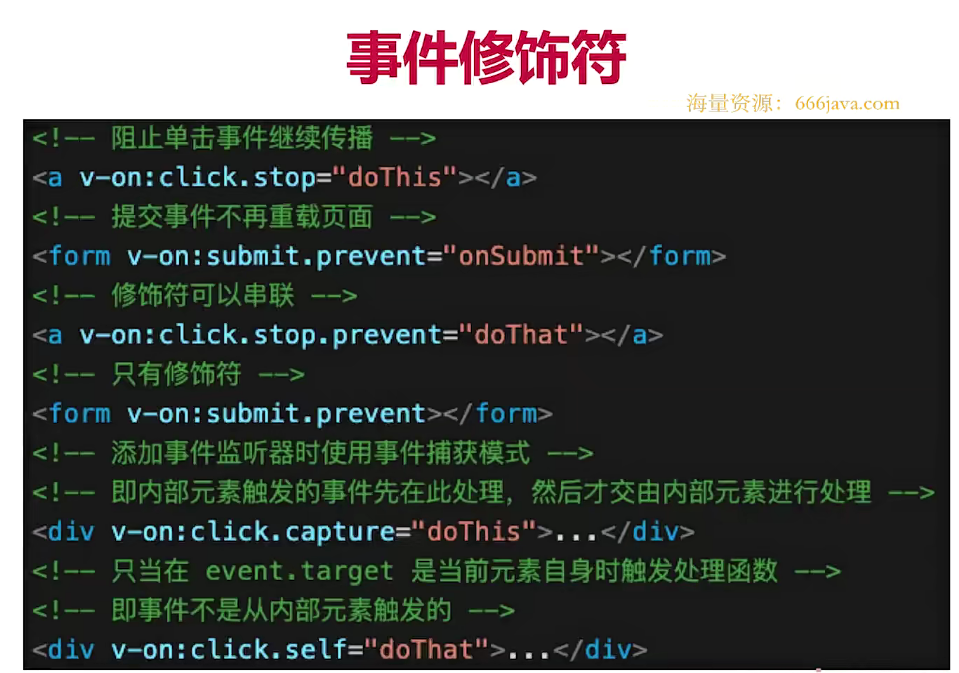 事件修饰符
海量资源：666java.com
<!-- 阻止单击事件继续传播 -->
<a v-on:click.stop="doThis"></a>
<!-- 提交事件不再重载页面 -->
<form v-on:submit.prevent="onSubmit"></form>
<!-- 修饰符可以串联 -->
<a v-on:click.stop.prevent="doThat"></a>
<!-- 只有修饰符 -->
<form v-on:submit.prevent></form>
<!-- 添加事件监听器时使用事件捕获模式 -->
<!-- 即内部元素触发的事件先在此处理，然后才交由内部元素进行处理 -->
<div v-on:click.capture="doThis">...</div>
<!-- 只当在 event.target 是当前元素自身时触发处理函数 -->
<!-- 即事件不是从内部元素触发的 -->
<div v-on:click.self="doThat">...</div>